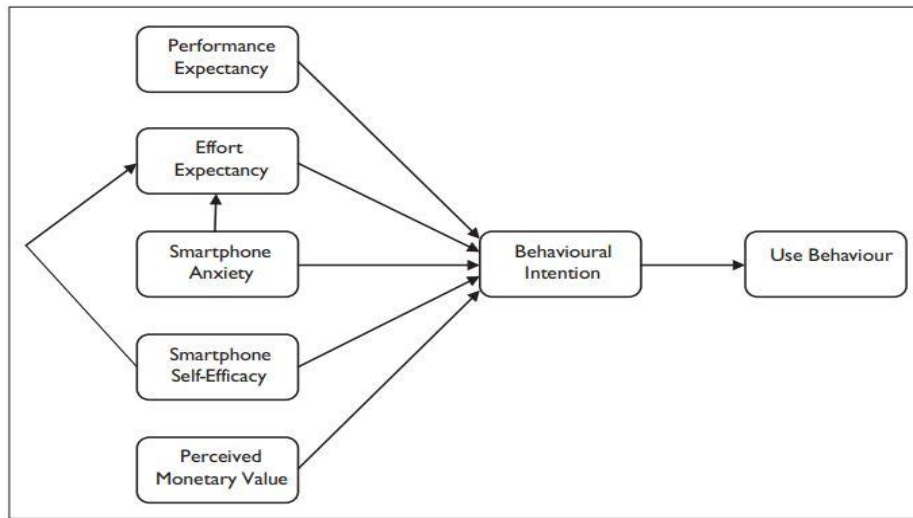 Performance
Expectancy
Effort
Expectancy
Smartphone
Anxiety
Behavioural
Intention
Use Behaviour
Smartphone
Self-Efficacy
Perceived
Monetary Value